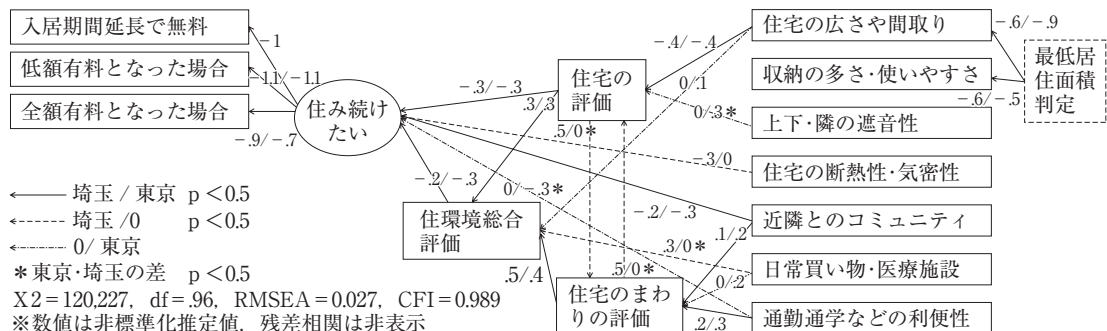 入居期間延長で無料
低額有料となった場合
全額有料となった場合
-1
-1.1/-1.1
-.9/-.7
住み続け
たい
-.3/-.3
.3/.3
-.2/-.3
住宅の
評価
.5/0*
0/-.3*
住環境総合
評価
.5/.4
.5/0*
住宅のまわ
りの評価
-.4/-.4
0/.1
0/.3*
-.3/0
-.2/-.3
.1/.2
.3/0*
0/.2
.2/.3
住宅の広さや間取り
収納の多さ・使いやすさ
上下・隣の遮音性
住宅の断熱性・気密性
近隣とのコミュニティ
日常買い物・医療施設
通勤通学などの利便性
-.6/-.9
-.6/-.5
最低居
住面積
判定
埼玉/東京 p<0.5
埼玉/0 p<0.5
0/東京
*東京・埼玉の差 p<0.5
X2=120,227, df=.96, RMSEA=0.027, CFI=0.989
※数値は非標準化推定値,残差相関は非表示